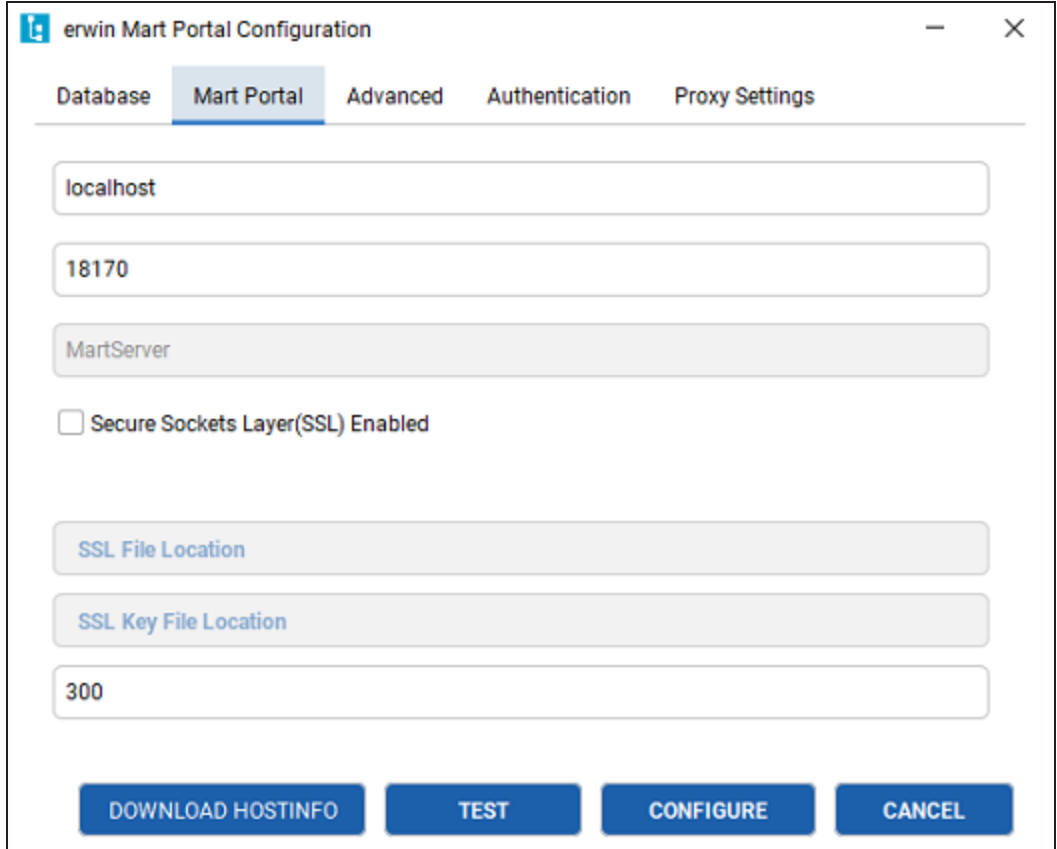 erwin Mart Portal Configuration
Database Mart Portal Advanced Authentication Proxy Settings
localhost
18170
MartServer
Secure Sockets Layer(SSL) Enabled
SSL File Location
SSL Key File Location
300
DOWNLOAD HOSTINFO TEST CONFIGURE CANCEL